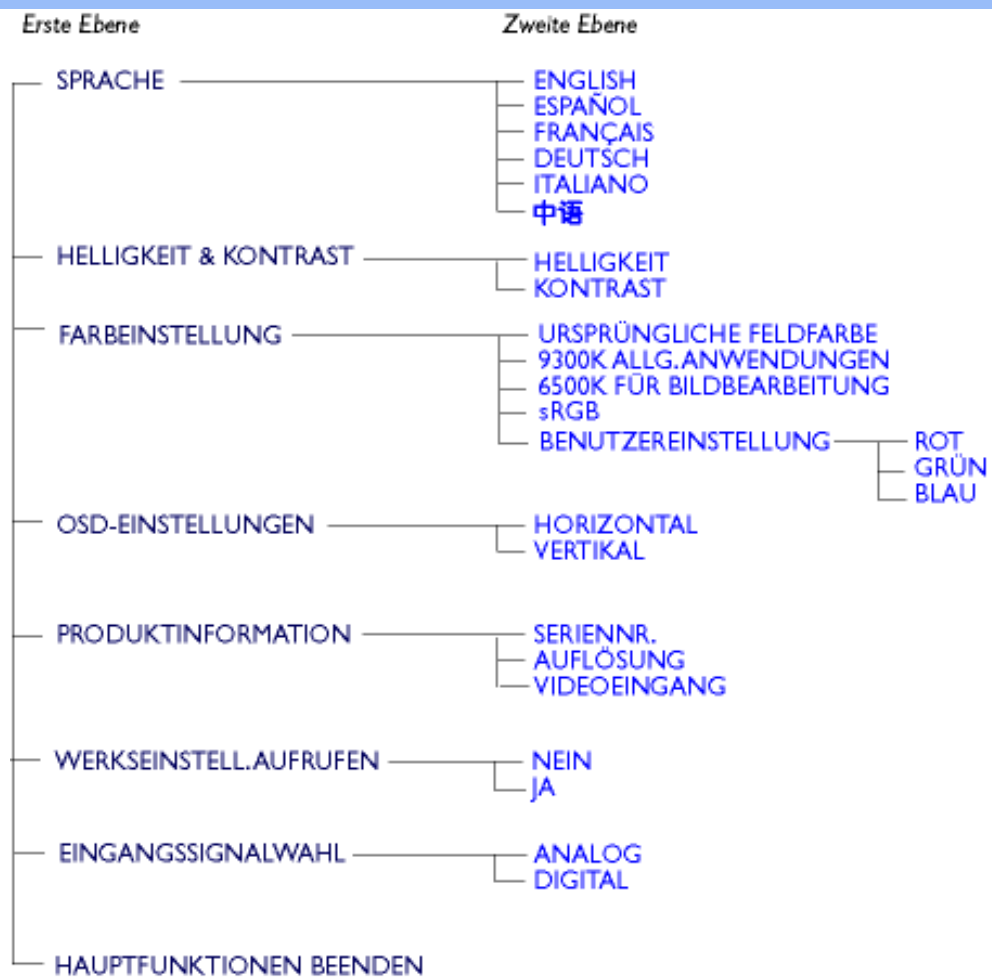 Erste Ebene Zweite Ebene
SPRACHE ENGLISH
ESPAÑOL
FRANÇAIS
DEUTSCH
ITALIANO
中语
HELLIGKEIT & KONTRAST HELLIGKEIT
KONTRAST
FARBEINSTELLUNG URSPRÜNGLICHE FELDFARBE
9300K ALLG.ANWENDUNGEN
6500K FÜR BILDBEARBEITUNG
sRGB
BENUTZEREINSTELLUNG ROT
GRÜN
BLAU
OSD-EINSTELLUNGEN HORIZONTAL
VERTIKAL
PRODUKTINFORMATION SERIENNR.
AUFLÖSUNG
VIDEOEINGANG
WERKSEINSTELL.AUFRUFEN NEIN
JA
EINGANGSSIGNALWAHL ANALOG
DIGITAL
HAUPTFUNKTIONEN BEENDEN